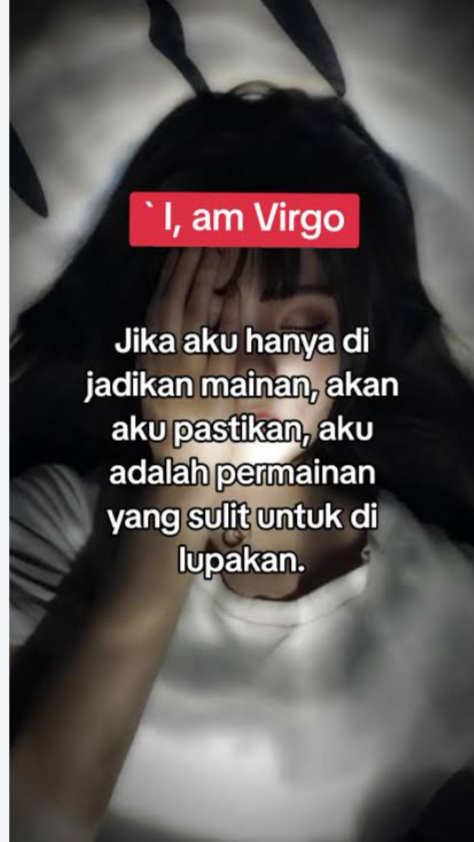 ` I, am Virgo
Jika aku hanya di
jadikan mainan, akan
aku pastikan, aku
adalah permainan
yang sulit untuk di
lupakan.